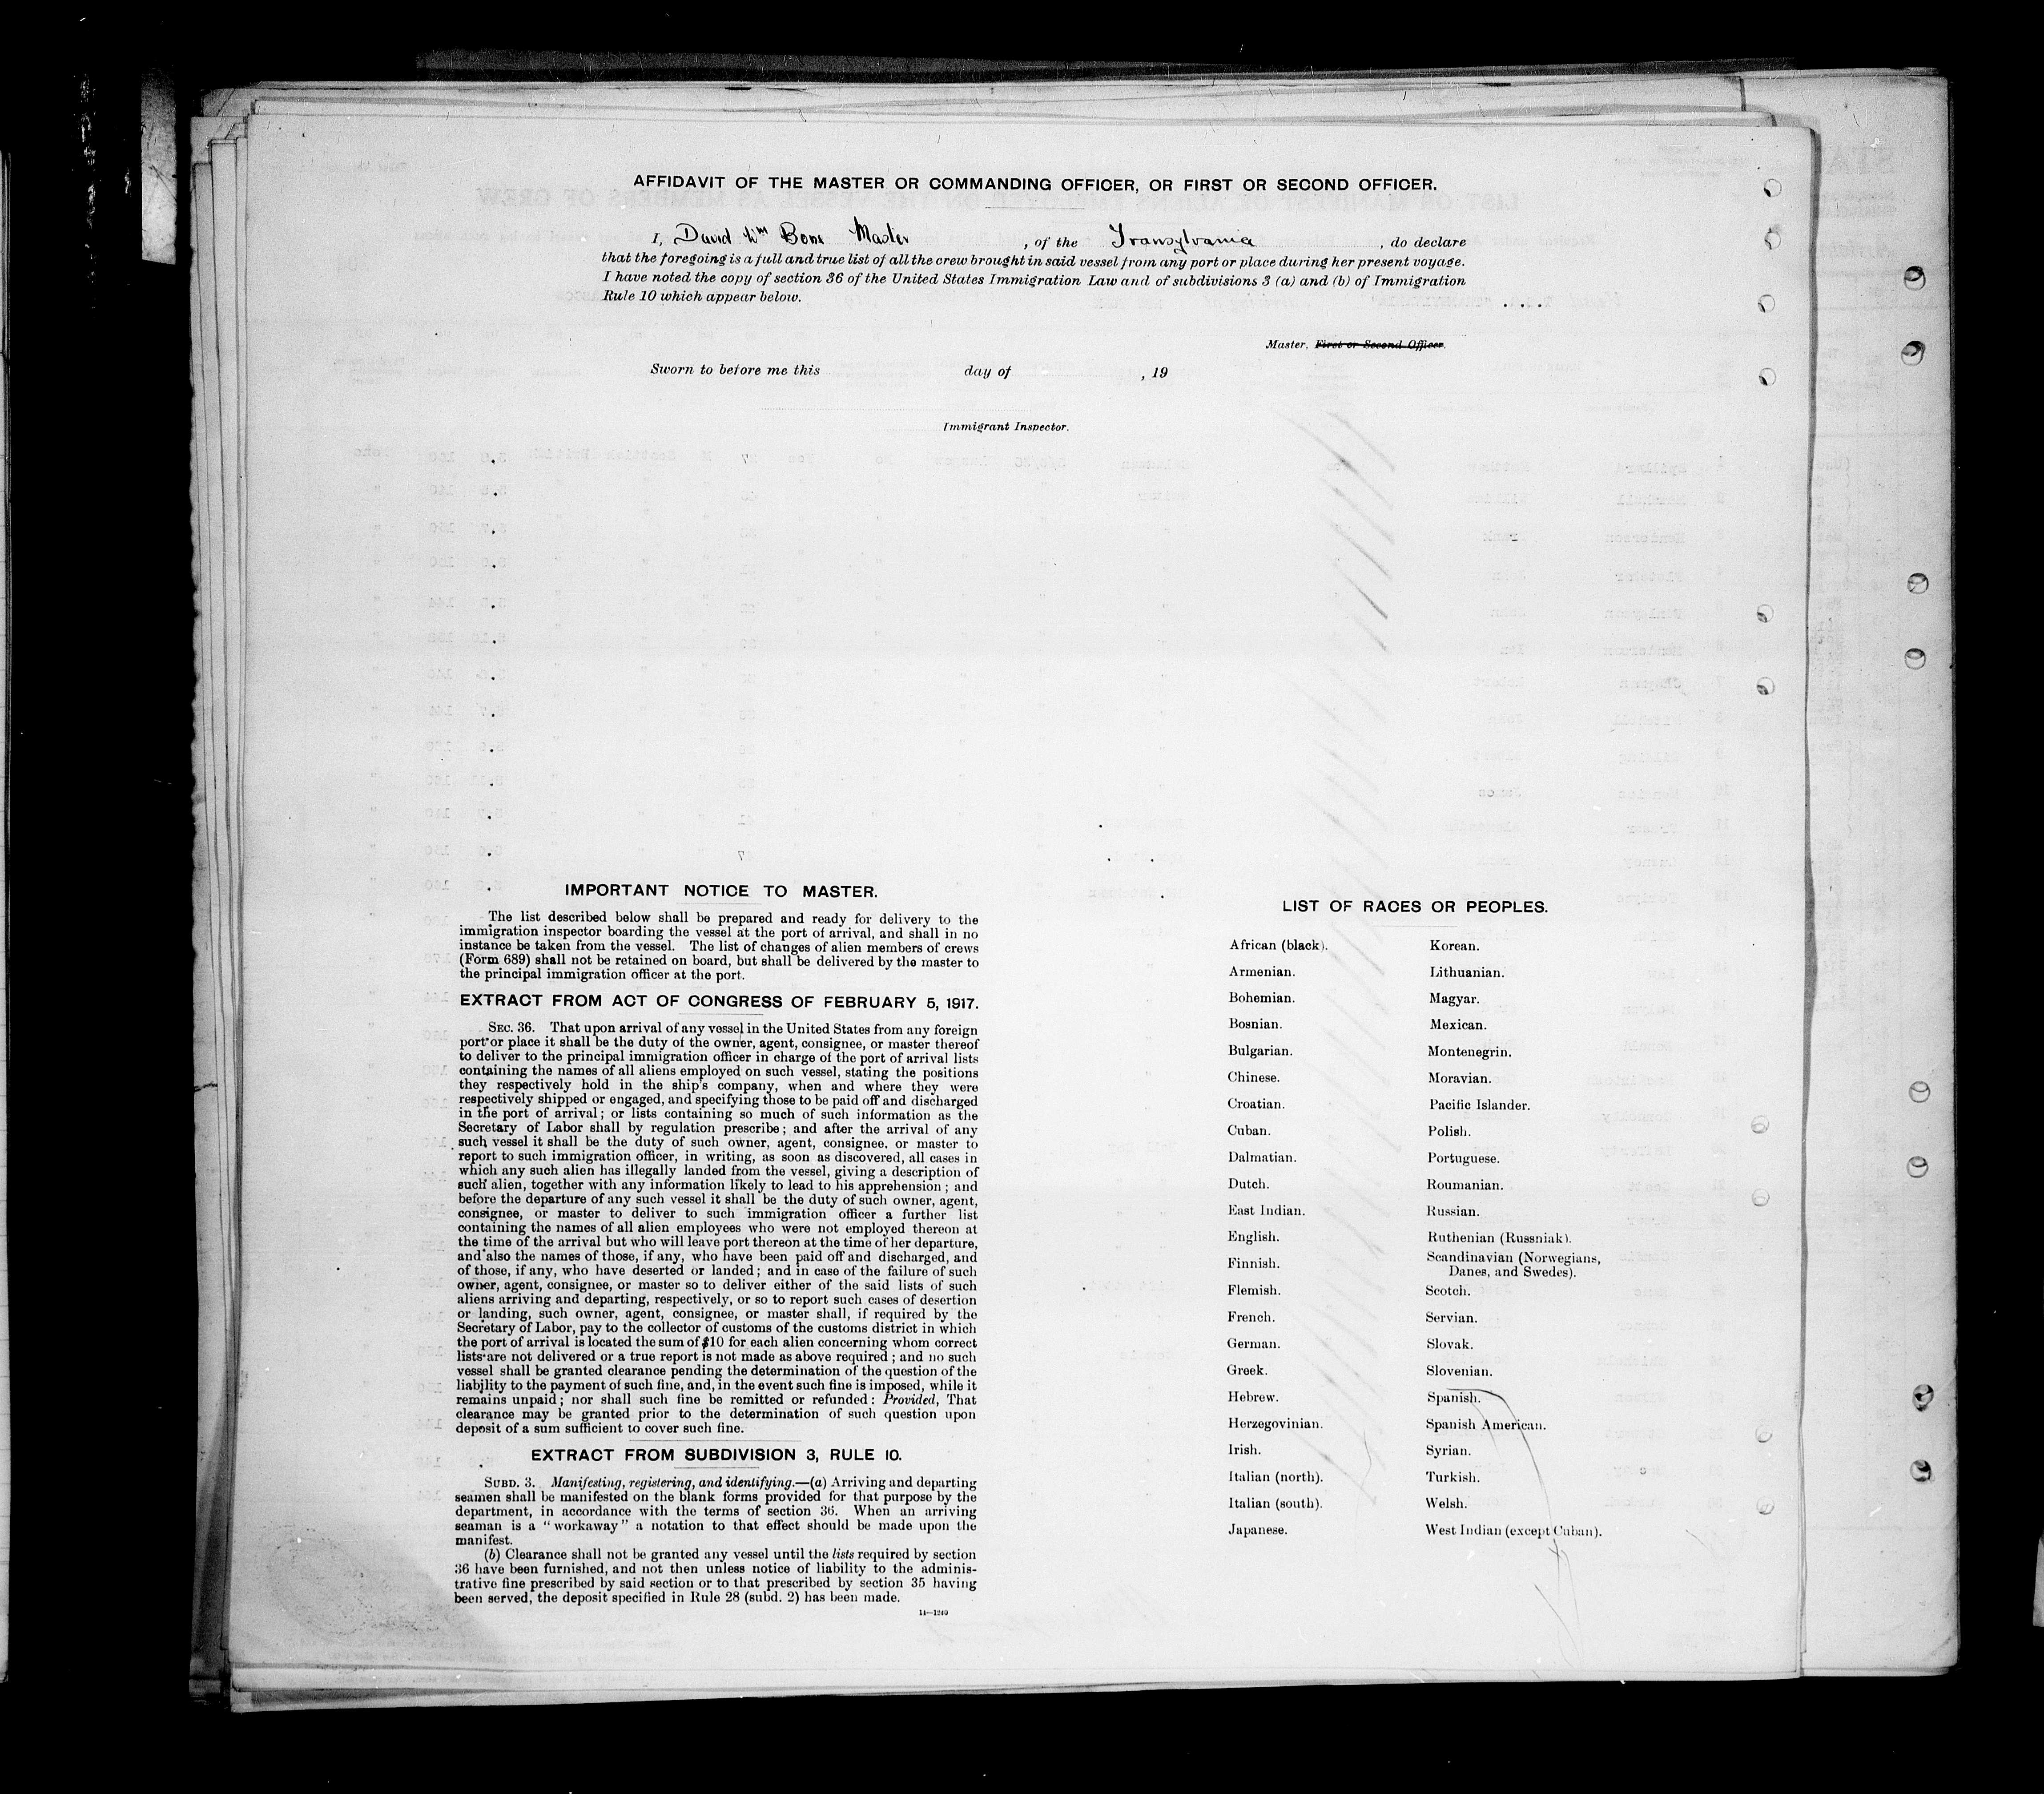 AFFIDAVIT OF THE MASTER OR COMMANDING OFFICER, OR FIRST OR SECOND OFFICER.
I, David Wm Bone Master , of the Transylvania , do declare
that the foregoing is a full and true list of all the crew brought in said vessel from any port or place during her present voyage.
I have noted the copy of section 36 of the United States Immigration Law and of subdivisions 3 (a) and (b) of Immigration
Rule 10 which appear below.
Master, First or Second Officer.
Sworn to before me this day of , 19
Immigrant Inspector.
IMPORTANT NOTICE TO MASTER.
The list described below shall be prepared and ready for delivery to the
immigration inspector boarding the vessel at the port of arrival, and shall in no
instance be taken from the vessel. The list of changes of alien members of crews
(Form 689) shall not be retained on board, but shall be delivered by the master to
the principal immigration officer at the port.
EXTRACT FROM ACT OF CONGRESS OF FEBRUARY 5, 1917.
SEC. 36. That upon arrival of any vessel in the United States from any foreign
port or place it shall be the duty of the owner, agent, consignee, or master thereof
to deliver to the principal immigration officer in charge of the port of arrival lists
containing the names of all aliens employed on such vessel, stating the positions
they respectively hold in the ship's company, when and where they were
respectively shipped or engaged, and specifying those to be paid off and discharged
in the port of arrival; or lists containing so much of such information as the
Secretary of Labor shall by regulation prescribe; and after the arrival of any
such vessel it shall be the duty of such owner, agent, consignee, or master to
report to such immigration officer, in writing, as soon as discovered, all cases in
which any such alien has illegally landed from the vessel, giving a description of
such alien, together with any information likely to lead to his apprehension; and
before the departure of any such vessel it shall be the duty of such owner, agent,
consignee, or master to deliver to such immigration officer a further list
containing the names of all alien employees who were not employed thereon at
the time of the arrival but who will leave port thereon at the time of her departure,
and also the names of those, if any, who have been paid off and discharged, and
of those, if any, who have deserted or landed; and in case of the failure of such
owner, agent, consignee, or master so to deliver either of the said lists of such
aliens arriving and departing, respectively, or so to report such cases of desertion
or landing, such owner, agent, consignee, or master shall, if required by the
Secretary of Labor, pay to the collector of customs of the customs district in which
the port of arrival is located the sum of $10 for each alien concerning whom correct
lists are not delivered or a true report is not made as above required; and no such
vessel shall be granted clearance pending the determination of the question of the
liability to the payment of such fine, and, in the event such fine is imposed, while it
remains unpaid; nor shall such fine be remitted or refunded: Provided, That
clearance may be granted prior to the determination of such question upon
deposit of a sum sufficient to cover such fine.
EXTRACT FROM SUBDIVISION 3, RULE 10.
SUBD. 3. Manifesting, registering, and identifying.—(a) Arriving and departing
seamen shall be manifested on the blank forms provided for that purpose by the
department, in accordance with the terms of section 36. When an arriving
seaman is a "workaway" a notation to that effect should be made upon the
manifest.
(b) Clearance shall not be granted any vessel until the lists required by section
36 have been furnished, and not then unless notice of liability to the adminis-
trative fine prescribed by said section or to that prescribed by section 35 having
been served, the deposit specified in Rule 28 (subd. 2) has been made.
14—1240
LIST OF RACES OR PEOPLES.
African (black).
Armenian.
Bohemian.
Bosnian.
Bulgarian.
Chinese.
Croatian.
Cuban.
Dalmatian.
Dutch.
East Indian.
English.
Finnish.
Flemish.
French.
German.
Greek.
Hebrew.
Herzegovinian.
Irish.
Italian (north).
Italian (south).
Japanese.
Korean.
Lithuanian.
Magyar.
Mexican.
Montenegrin.
Moravian.
Pacific Islander.
Polish.
Portuguese.
Roumanian.
Russian.
Ruthenian (Russniak).
Scandinavian (Norwegians,
Danes, and Swedes).
Scotch.
Servian.
Slovak.
Slovenian.
Spanish.
Spanish American.
Syrian.
Turkish.
Welsh.
West Indian (except Cuban).